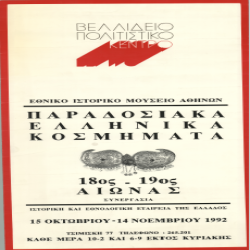 ΒΕΛΛΙΔΕΙΟ
ΠΟΛΙΤΙΣΤΙΚΟ
ΚΕΝΤΡΟ
ΕΘΝΙΚΟ ΙΣΤΟΡΙΚΟ ΜΟΥΣΕΙΟ ΑΘΗΝΩΝ
ΠΑΡΑΔΟΣΙΑΚΑ
ΕΛΛΗΝΙΚΑ
ΚΟΣΜΗΜΑΤΑ
18ος 19ος
ΑΙΩΝΑΣ
ΣΥΝΕΡΓΑΣΙΑ
ΙΣΤΟΡΙΚΗ ΚΑΙ ΕΘΝΟΛΟΓΙΚΗ ΕΤΑΙΡΕΙΑ ΤΗΣ ΕΛΛΑΔΟΣ
15 ΟΚΤΩΒΡΙΟΥ - 14 ΝΟΕΜΒΡΙΟΥ 1992
ΤΣΙΜΙΣΚΗ 77 ΤΗΛΕΦΩΝΟ : 265.201
ΚΑΘΕ ΜΕΡΑ 10-2 ΚΑΙ 6-9 ΕΚΤΟΣ ΚΥΡΙΑΚΗΣ